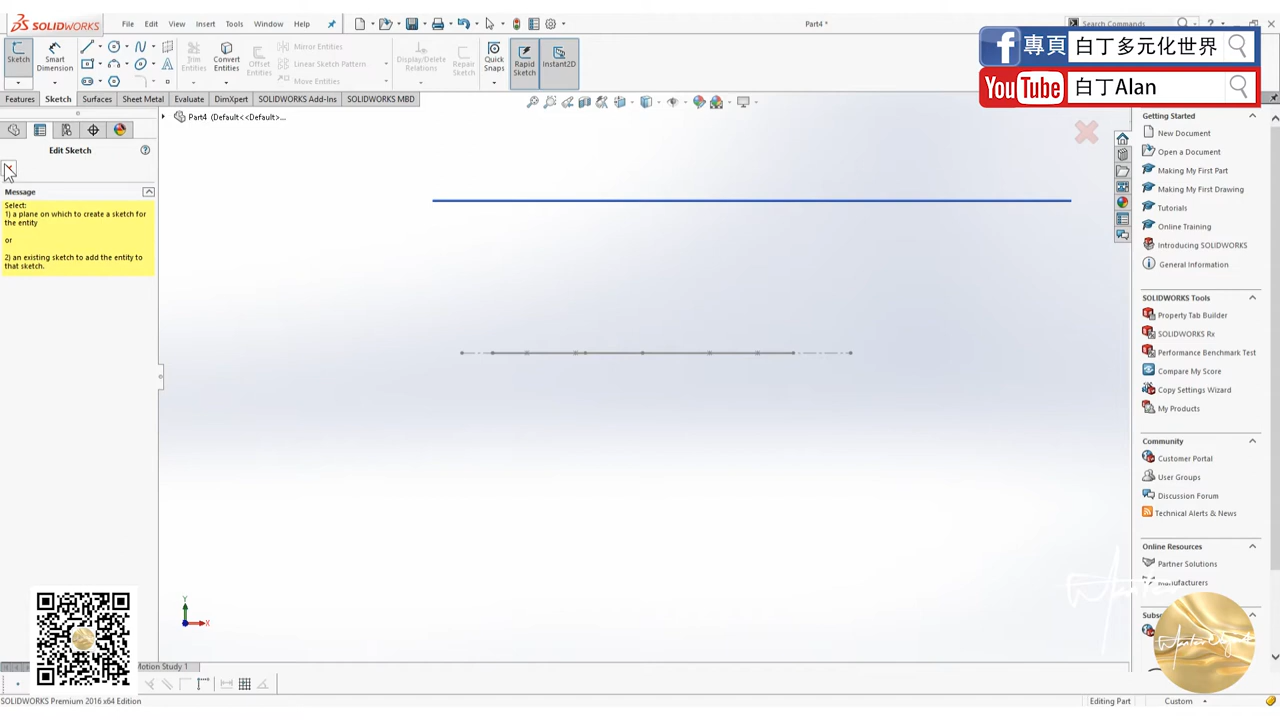 SOLIDWORKS
File
Edit
View
Insert
Tools
Window
Help
Part4 *
Search Commands
Sketch
Smart Dimension
Trim Entities
Convert Entities
Offset Entities
Mirror Entities
Linear Sketch Pattern
Move Entities
Display/Delete Relations
Repair Sketch
Quick Snaps
Rapid Sketch
Instant2D
f 專頁 白丁多元化世界
YouTube 白丁Alan
Features
Sketch
Surfaces
Sheet Metal
Evaluate
DimXpert
SOLIDWORKS Add-Ins
SOLIDWORKS MBD
Part4 (Default<<Default>...
Edit Sketch
Message
Select:
1) a plane on which to create a sketch for
the entity
or
2) an existing sketch to add the entity to
that sketch.
Getting Started
New Document
Open a Document
Making My First Part
Making My First Drawing
Tutorials
Online Training
Introducing SOLIDWORKS
General Information
SOLIDWORKS Tools
Property Tab Builder
SOLIDWORKS Rx
Performance Benchmark Test
Compare My Score
Copy Settings Wizard
My Products
Community
Customer Portal
User Groups
Discussion Forum
Technical Alerts & News
Online Resources
Partner Solutions
Manufacturers
Y
X
Motion Study 1
SOLIDWORKS Premium 2016 x64 Edition
Editing Part
Custom